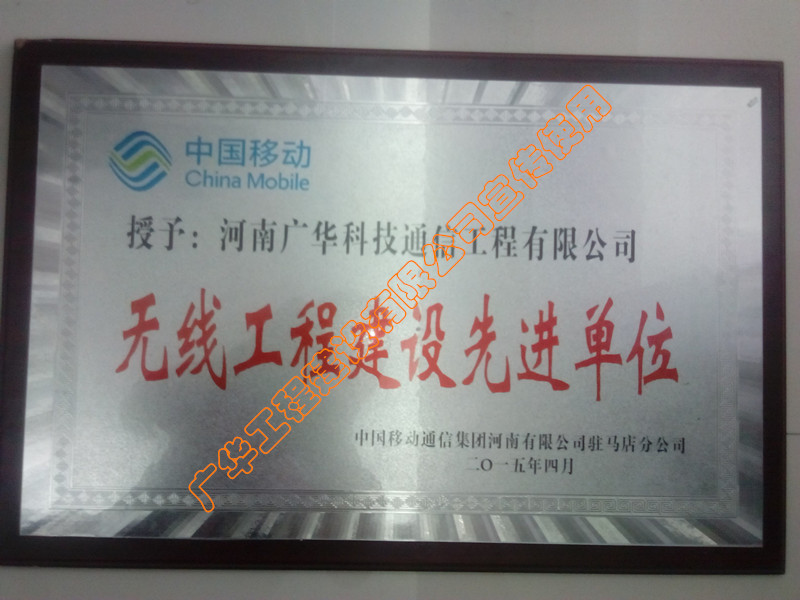 中国移动
China Mobile
授予：河南广华科技通信工程有限公司
无线工程建设先进单位
中国移动通信集团河南有限公司驻马店分公司
二〇一五年四月
广华工程建设有限公司宣传使用